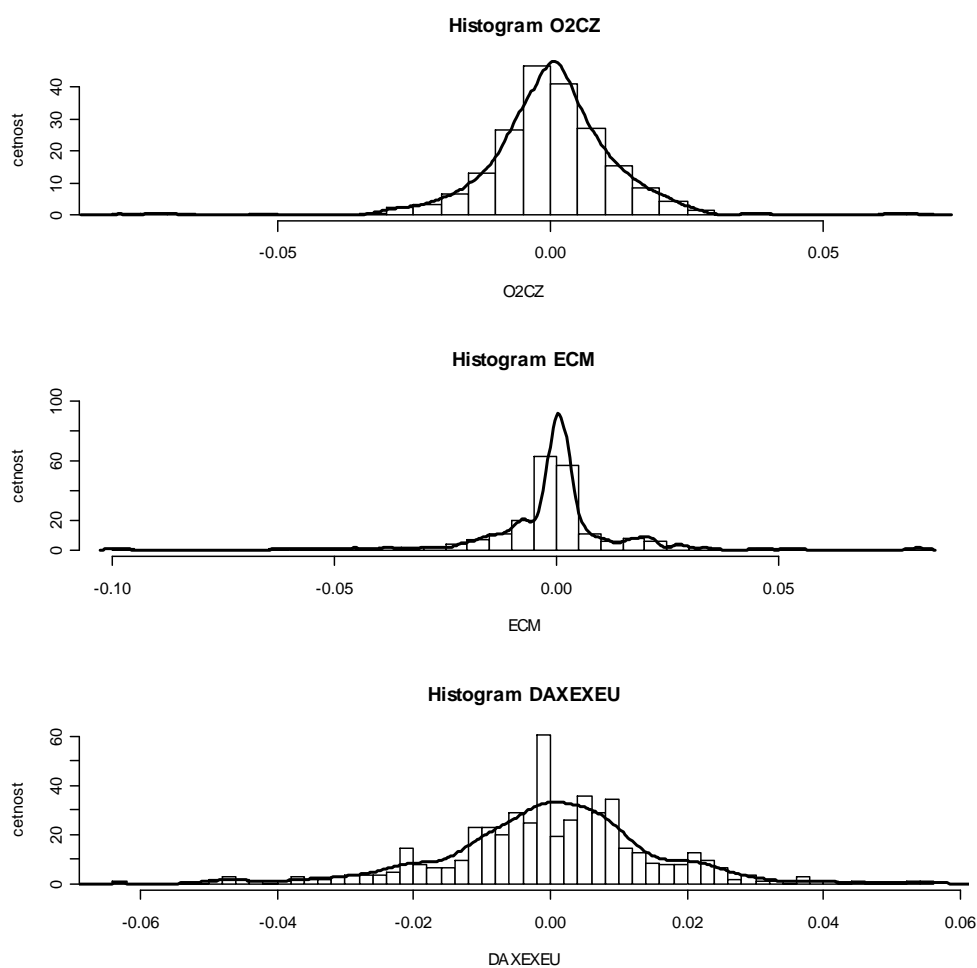 Histogram O2CZ
cetnost
40
30
20
10
0
-0.05 0.00 0.05
O2CZ
Histogram ECM
cetnost
100
60
20
0
-0.10 -0.05 0.00 0.05
ECM
Histogram DAXEXEU
cetnost
60
40
20
0
-0.06 -0.04 -0.02 0.00 0.02 0.04 0.06
DAXEXEU